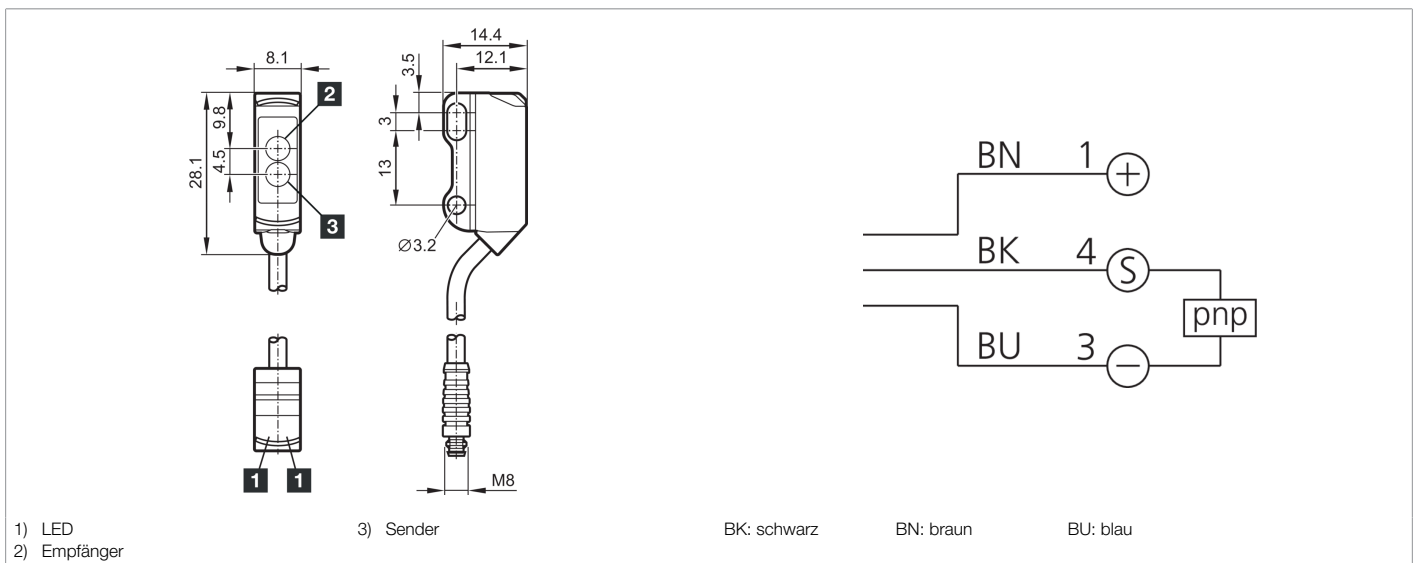 14.4
8.1
12.1
3.5
2
9.8
3
4.5
28.1
13
3
∅3.2
1 1
M8
BN 1 +
BK 4 S
pnp
BU 3 −
1) LED
2) Empfänger
3) Sender
BK: schwarz BN: braun BU: blau